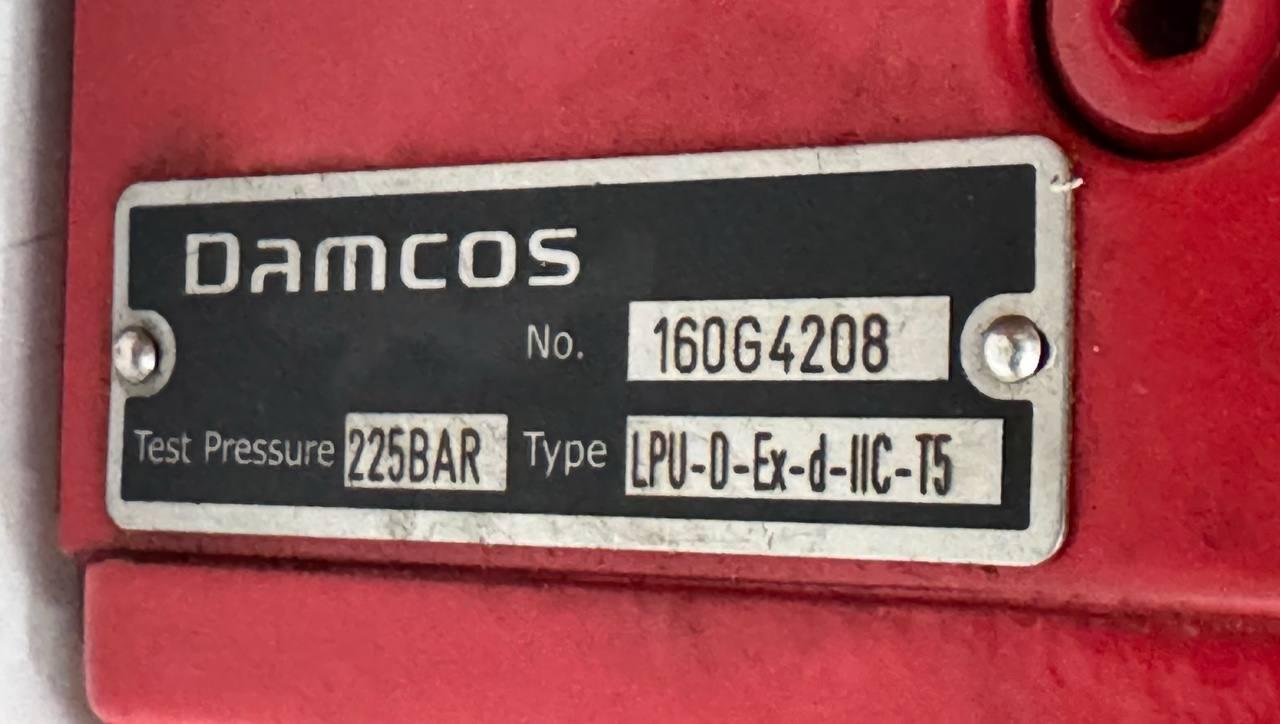 Damcos
No. 160G4208
Test Pressure 225BAR Type LPU-D-Ex-d-IIC-T5